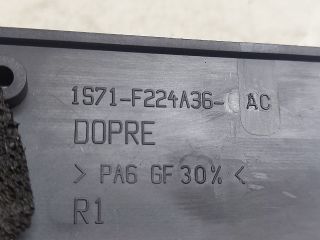 1S71-F224A36- AC
DOPRE
> PA6 GF30% <
R1